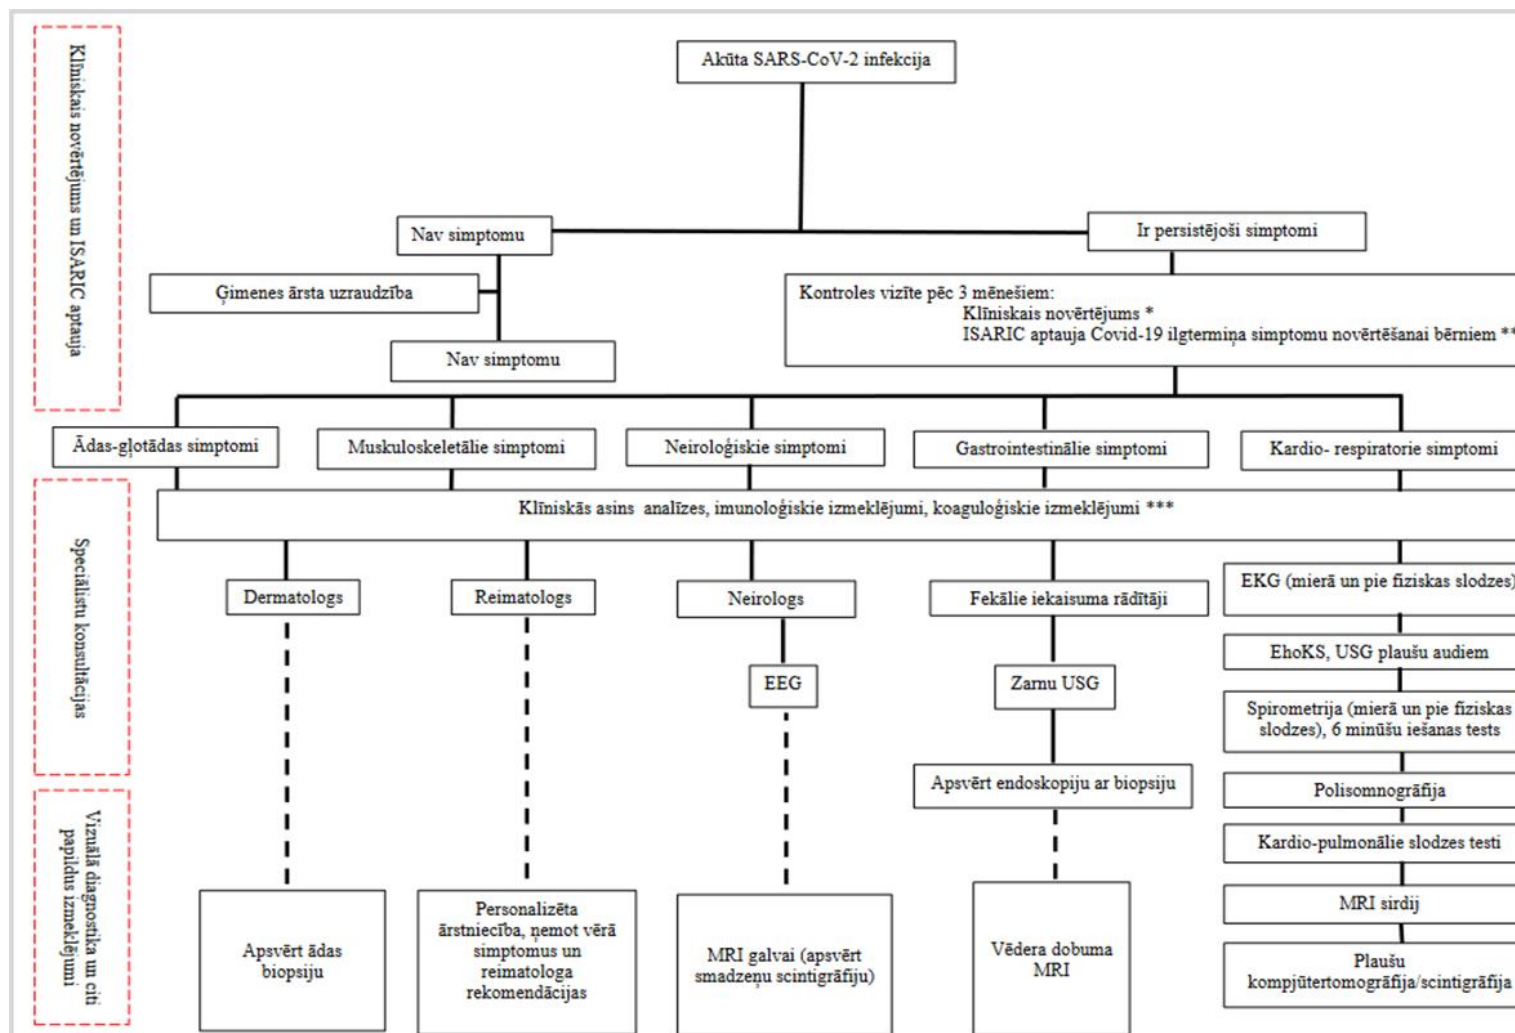 Klīniskais novērtējums un ISARIC aptauja
Akūta SARS-CoV-2 infekcija
Nav simptomu
Ir persistējoši simptomi
Ģimenes ārsta uzraudzība
Kontroles vizīte pēc 3 mēnešiem:
Klīniskais novērtējums *
ISARIC aptauja Covid-19 ilgtermiņa simptomu novērtēšanai bērniem **
Nav simptomu
Ādas-gļotādas simptomi
Muskuloskeletālie simptomi
Neiroloģiskie simptomi
Gastrointestinālie simptomi
Kardio- respiratorie simptomi
Speciālistu konsultācijas
Klīniskās asins analīzes, imunoloģiskie izmeklējumi, koaguloģiskie izmeklējumi ***
Dermatologs
Reimatologs
Neirologs
Fekālie iekaisuma rādītāji
EKG (mierā un pie fiziskas slodzes)
EEG
Zarnu USG
EhoKS, USG plaušu audiem
Spirometrija (mierā un pie fiziskas
slodzes), 6 minūšu iešanas tests
Apsvērt endoskopiju ar biopsiju
Polisomnogrāfija
Kardio-pulmonālie slodzes testi
MRI sirdij
Plaušu
kompjūtertomogrāfija/scintigrāfija
Vizuālā diagnostika un citi
papildus izmeklējumi
Apsvērt ādas
biopsiju
Personalizēta
ārstniecība, ņemot vērā
simptomus un
reimatologa
rekomendācijas
MRI galvai (apsvērt
smadzeņu scintigrāfiju)
Vēdera dobuma
MRI